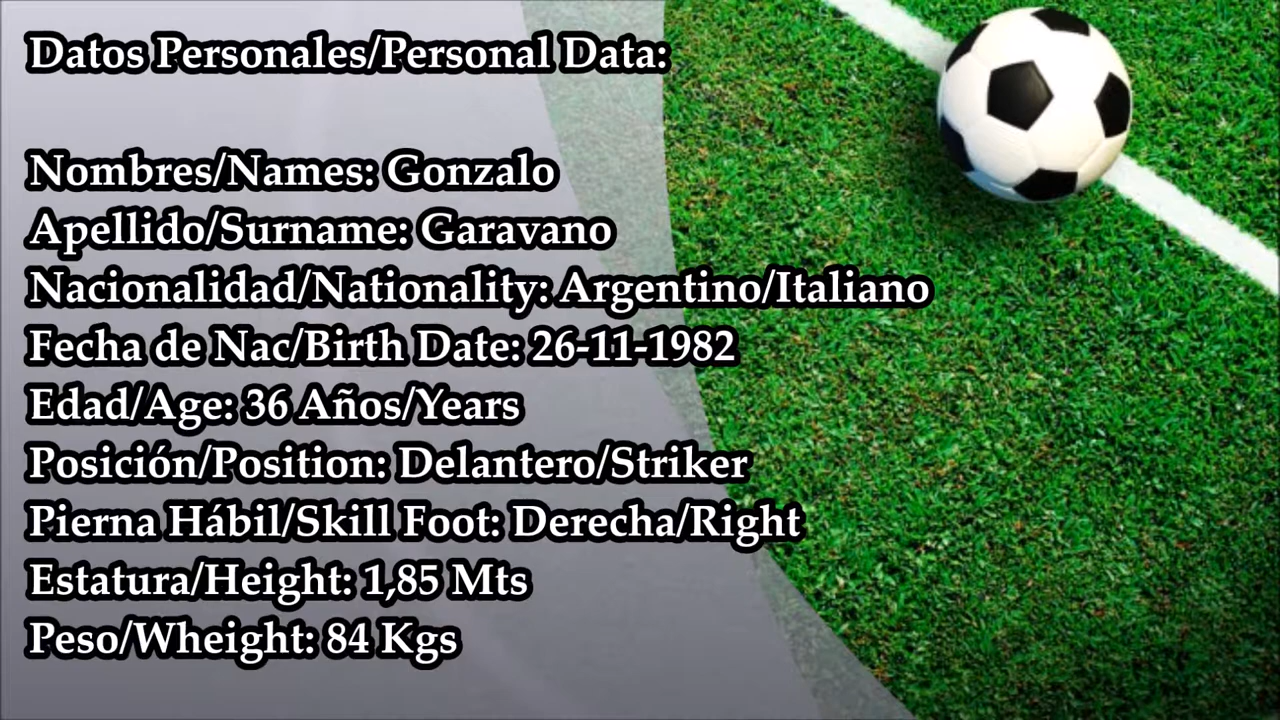 Datos Personales/Personal Data:
Nombres/Names: Gonzalo
Apellido/Surname: Garavano
Nacionalidad/Nationality: Argentino/Italiano
Fecha de Nac/Birth Date: 26-11-1982
Edad/Age: 36 Años/Years
Posición/Position: Delantero/Striker
Pierna Hábil/Skill Foot: Derecha/Right
Estatura/Height: 1,85 Mts
Peso/Wheight: 84 Kgs